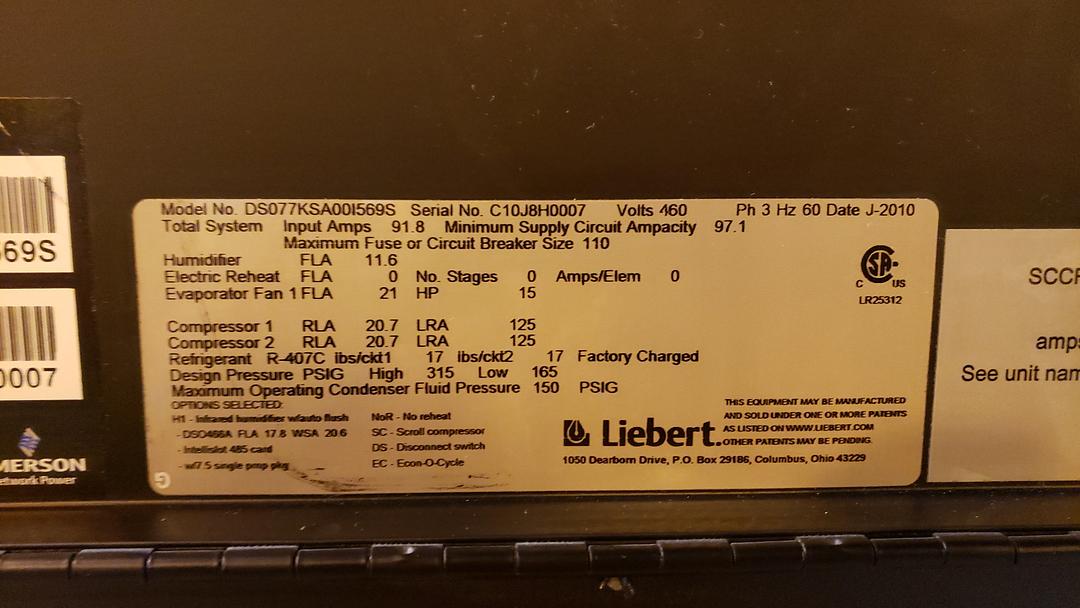 Model No. DS077KSA00I569S Serial No. C10J8H0007 Volts 460 Ph 3 Hz 60 Date J-2010
Total System Input Amps 91.8 Minimum Supply Circuit Ampacity 97.1
Maximum Fuse or Circuit Breaker Size 110
Humidifier FLA 11.6
Electric Reheat FLA 0 No. Stages 0 Amps/Elem 0
Evaporator Fan 1 FLA 21 HP 15
Compressor 1 RLA 20.7 LRA 125
Compressor 2 RLA 20.7 LRA 125
Refrigerant R-407C lbs/ckt1 17 lbs/ckt2 17 Factory Charged
Design Pressure PSIG High 315 Low 165
Maximum Operating Condenser Fluid Pressure 150 PSIG
OPTIONS SELECTED:
H1 - Infrared humidifier w/auto flush
- DSO466A FLA 17.8 WSA 20.6
- Intellislot 485 card
- w/7.5 single pmp pkg
NoR - No reheat
SC - Scroll compressor
DS - Disconnect switch
EC - Econ-O-Cycle
Liebert.
THIS EQUIPMENT MAY BE MANUFACTURED
AND SOLD UNDER ONE OR MORE PATENTS
AS LISTED ON WWW.LIEBERT.COM
OTHER PATENTS MAY BE PENDING.
1050 Dearborn Drive, P.O. Box 29186, Columbus, Ohio 43229
CSA
C US
LR25312
G
569S
0007
MERSON
etwork Power
SCCR
amps
See unit nam